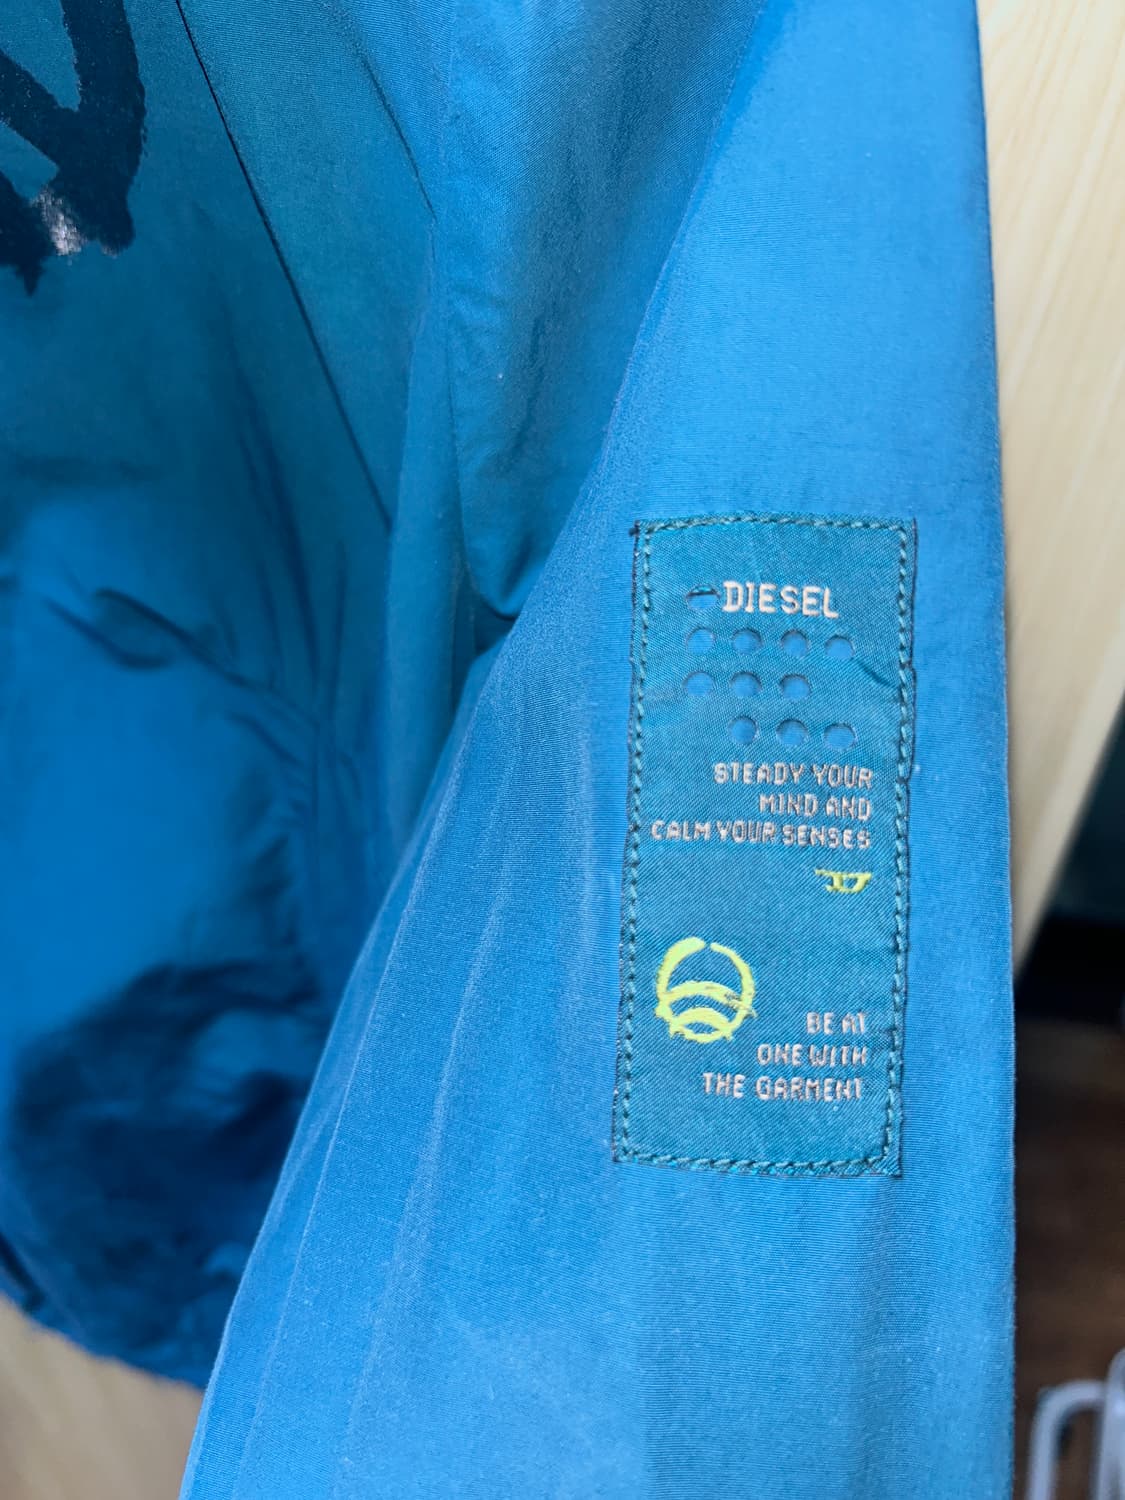 DIESEL
STEADY YOUR
MIND AND
CALM YOUR SENSES
BE AT
ONE WITH
THE GARMENT